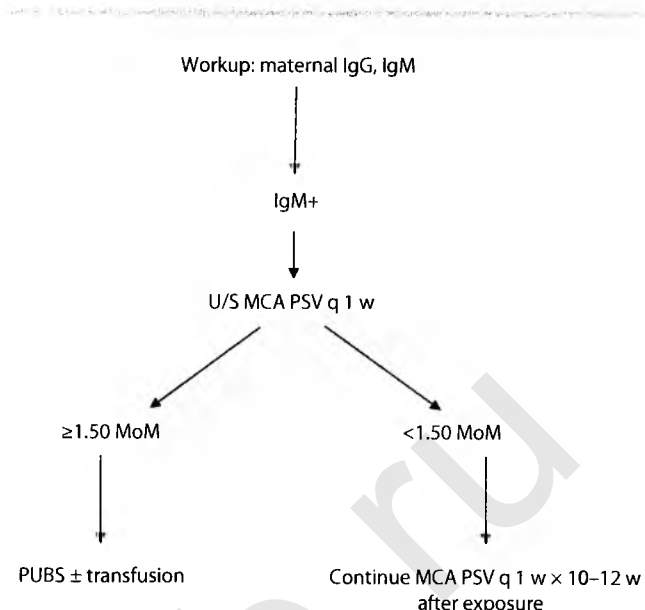 Workup: maternal IgG, IgM
IgM+
U/S MCA PSV q 1 w
≥1.50 MoM
<1.50 MoM
PUBS ± transfusion
Continue MCA PSV q 1 w × 10–12 w
after exposure